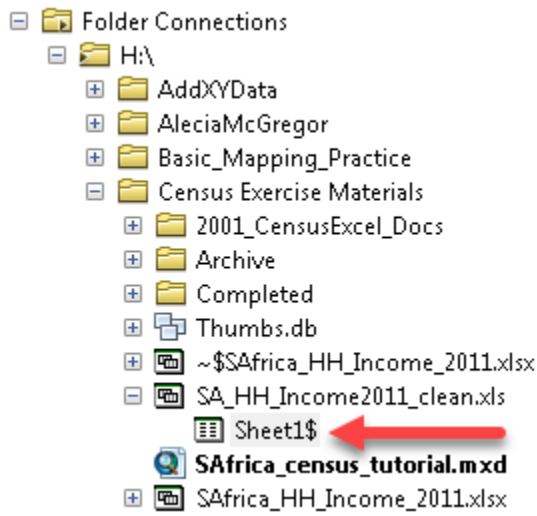 Folder Connections
H:\
AddXYData
AleciaMcGregor
Basic_Mapping_Practice
Census Exercise Materials
2001_CensusExcel_Docs
Archive
Completed
Thumbs.db
~$SAfrica_HH_Income_2011.xlsx
SA_HH_Income2011_clean.xls
Sheet1$
SAfrica_census_tutorial.mxd
SAfrica_HH_Income_2011.xlsx